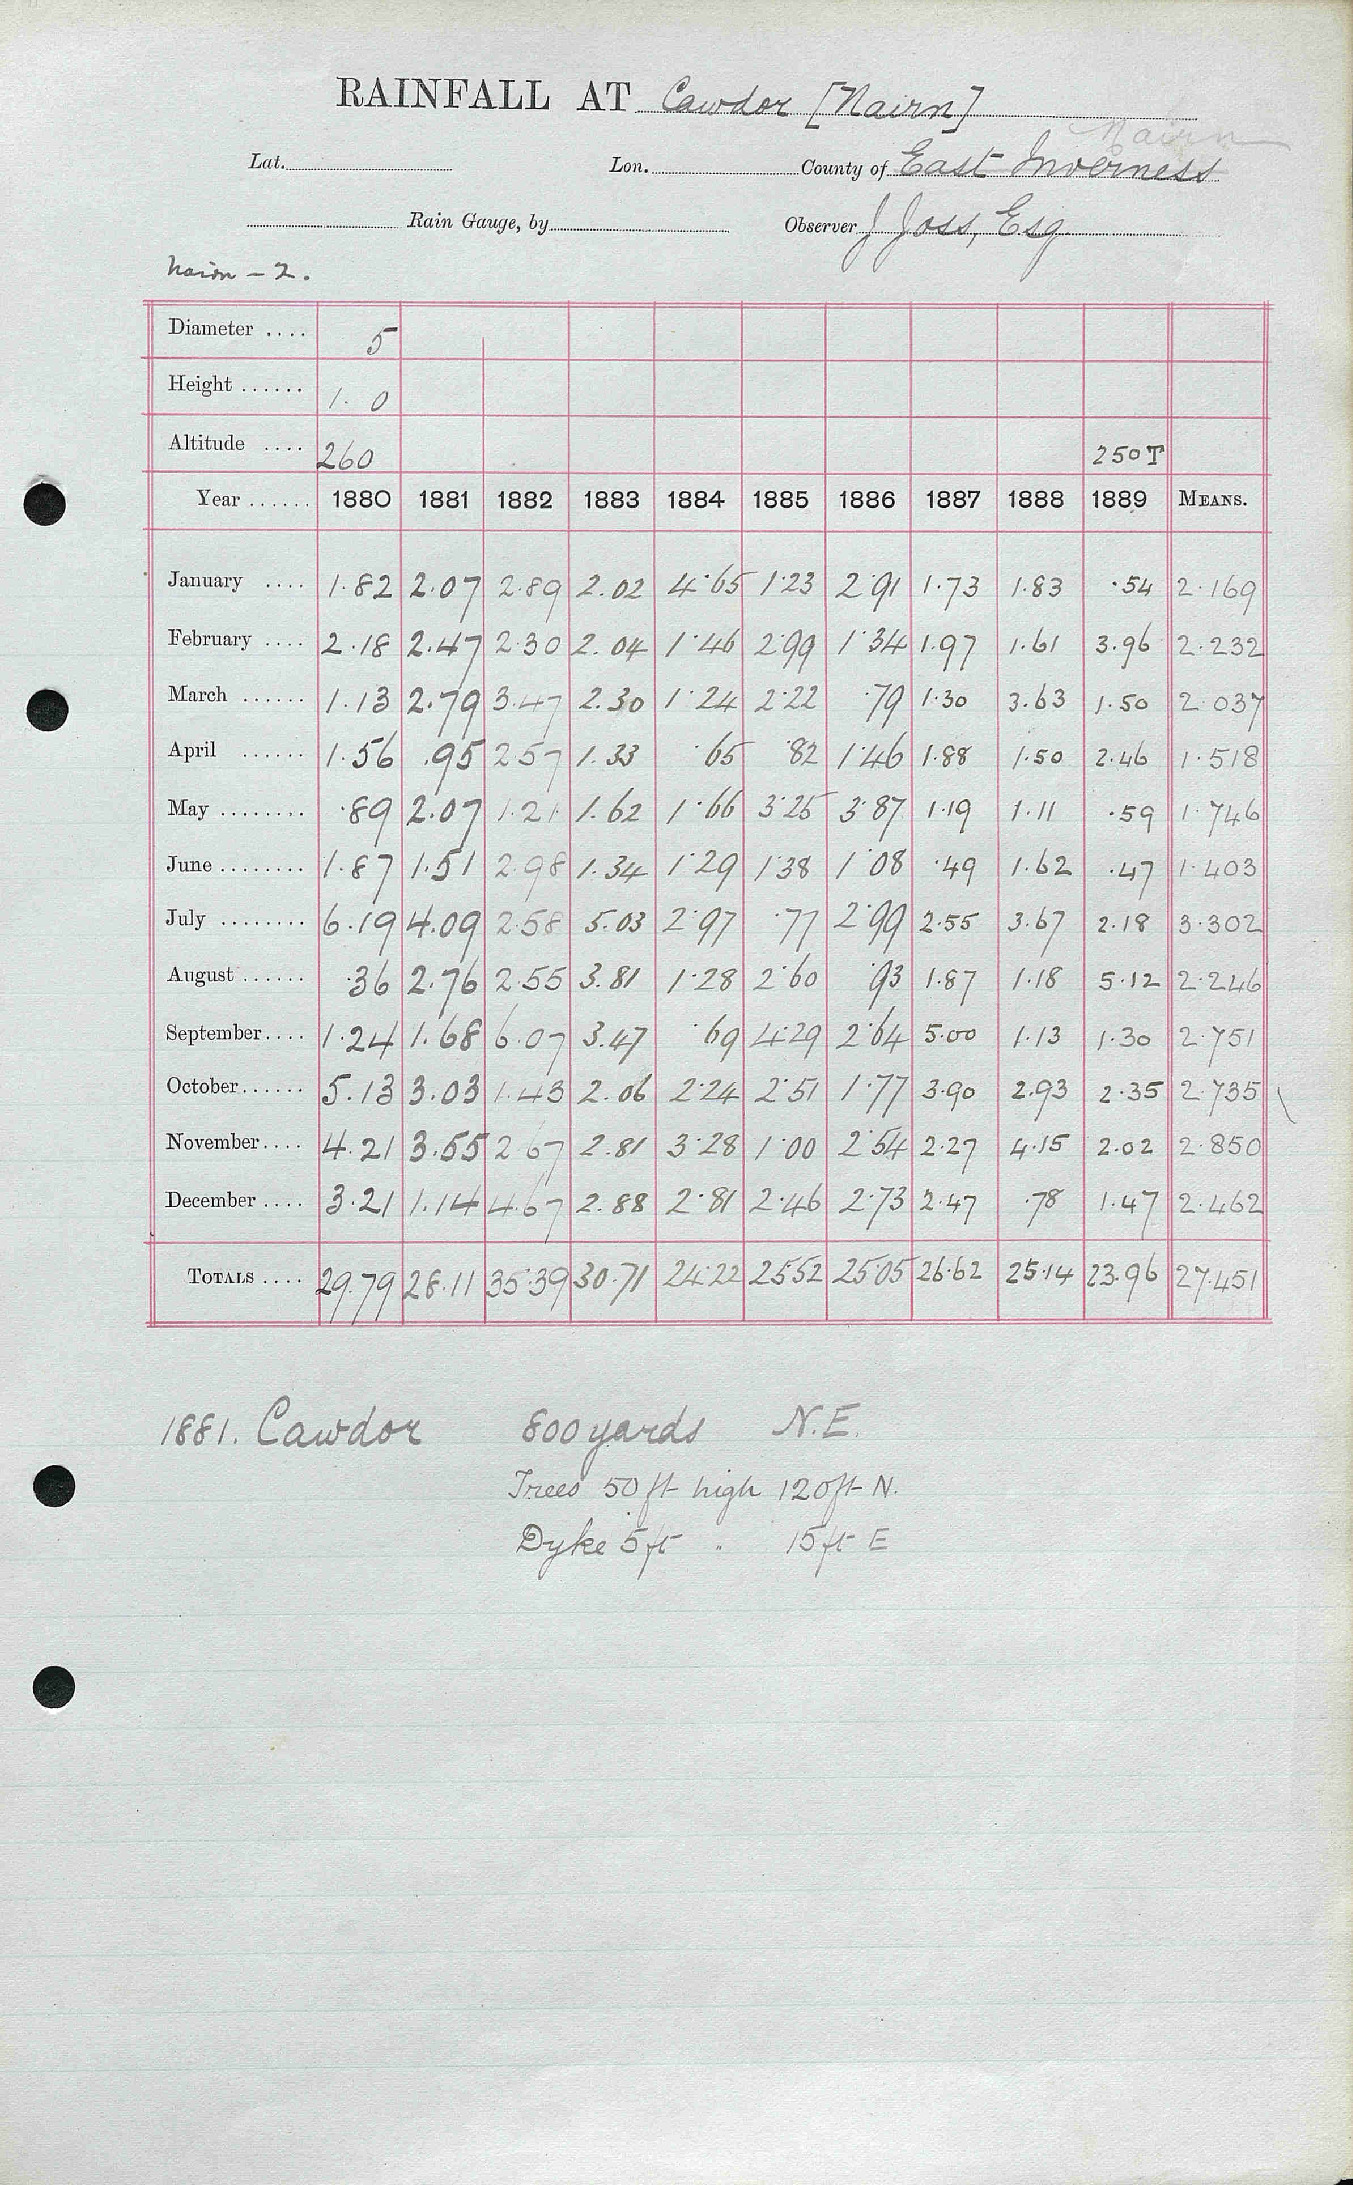 RAINFALL AT Cawdor [Nairn]
Nairn
Lat. Lon. County of East Inverness
Rain Gauge, by Observer J Joss, Esq
Nairn – 2.
Diameter .... 5
Height ...... 1. 0
Altitude .... 260 250T
Year ...... 1880 1881 1882 1883 1884 1885 1886 1887 1888 1889 MEANS.
January .... 1.82 2.07 2.89 2.02 4.65 1.23 2.91 1.73 1.83 .54 2.169
February .... 2.18 2.47 2.30 2.04 1.46 2.99 1.34 1.97 1.61 3.96 2.232
March ...... 1.13 2.79 3.47 2.30 1.24 2.22 .79 1.30 3.63 1.50 2.037
April ...... 1.56 .95 2.57 1.33 .65 .82 1.46 1.88 1.50 2.46 1.518
May ........ .89 2.07 1.21 1.62 1.66 3.25 3.87 1.19 1.11 .59 1.746
June ........ 1.87 1.51 2.98 1.34 1.29 1.38 1.08 .49 1.62 .47 1.403
July ........ 6.19 4.09 2.58 5.03 2.97 .77 2.99 2.55 3.67 2.18 3.302
August ...... .36 2.76 2.55 3.81 1.28 2.60 .93 1.87 1.18 5.12 2.246
September .... 1.24 1.68 6.07 3.47 .69 4.29 2.64 5.00 1.13 1.30 2.751
October ...... 5.13 3.03 1.43 2.06 2.24 2.51 1.77 3.90 2.93 2.35 2.735
November .... 4.21 3.55 2.67 2.81 3.28 1.00 2.54 2.27 4.15 2.02 2.850
December .... 3.21 1.14 4.67 2.88 2.81 2.46 2.73 2.47 .78 1.47 2.462
TOTALS .... 29.79 28.11 35.39 30.71 24.22 25.52 25.05 26.62 25.14 23.96 27.451
1881. Cawdor 800 yards N.E.
Trees 50 ft high 120ft N.
Dyke 5ft . 15ft E